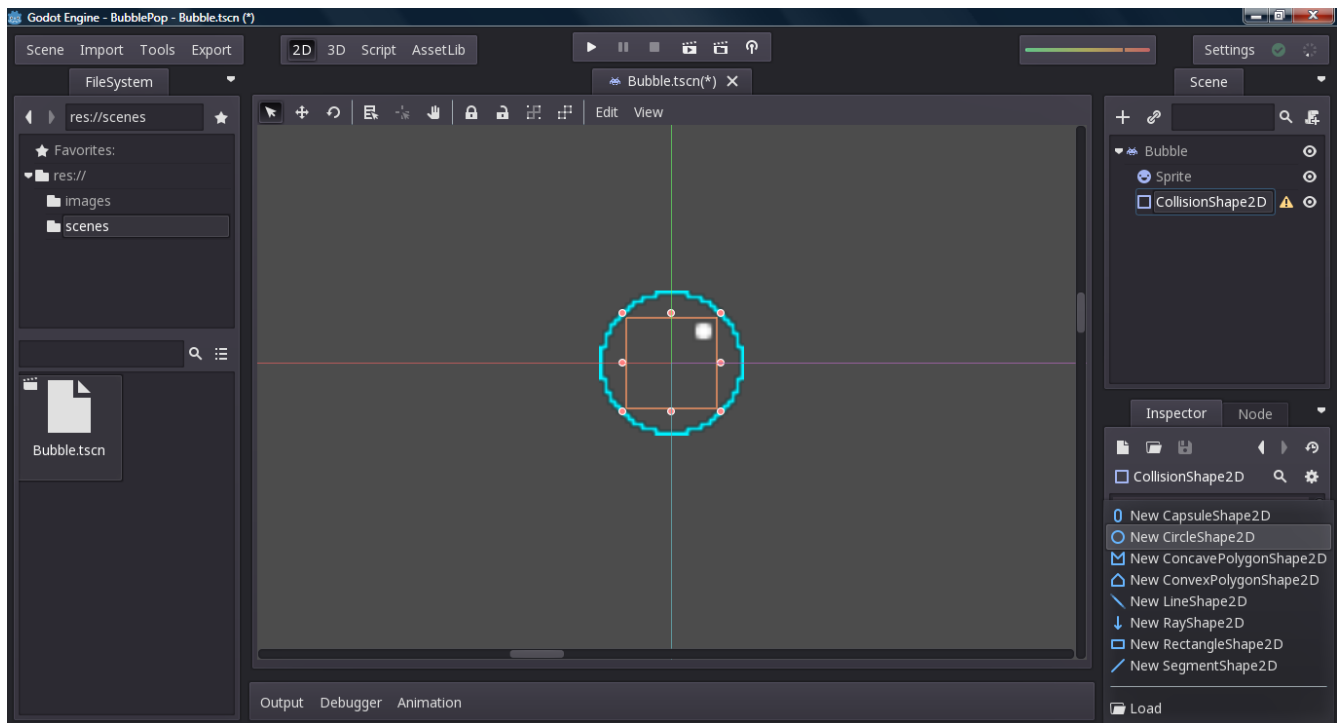 Godot Engine - BubblePop - Bubble.tscn (*)
Scene Import Tools Export 2D 3D Script AssetLib Settings
FileSystem
Bubble.tscn(*)
Scene
res://scenes
Edit View
Favorites:
res://
images
scenes
Bubble.tscn
Bubble
Sprite
CollisionShape2D
Inspector Node
CollisionShape2D
New CapsuleShape2D
New CircleShape2D
New ConcavePolygonShape2D
New ConvexPolygonShape2D
New LineShape2D
New RayShape2D
New RectangleShape2D
New SegmentShape2D
Load
Output Debugger Animation